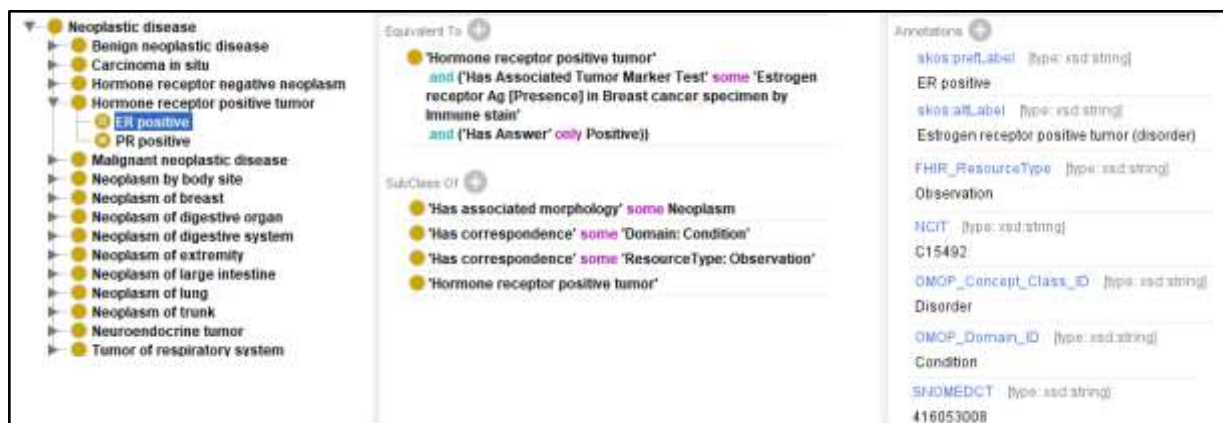 Neoplastic disease
Benign neoplastic disease
Carcinoma in situ
Hormone receptor negative neoplasm
Hormone receptor positive tumor
ER positive
PR positive
Malignant neoplastic disease
Neoplasm by body site
Neoplasm of breast
Neoplasm of digestive organ
Neoplasm of digestive system
Neoplasm of extremity
Neoplasm of large intestine
Neoplasm of lung
Neoplasm of trunk
Neuroendocrine tumor
Tumor of respiratory system
Equivalent To
'Hormone receptor positive tumor'
and ('Has Associated Tumor Marker Test' some 'Estrogen
receptor Ag [Presence] in Breast cancer specimen by
Immune stain'
and ('Has Answer' only Positive))
SubClass Of
'Has associated morphology' some Neoplasm
'Has correspondence' some 'Domain: Condition'
'Has correspondence' some 'ResourceType: Observation'
'Hormone receptor positive tumor'
Annotations
skos:prefLabel [type: xsd:string]
ER positive
skos:altLabel [type: xsd:string]
Estrogen receptor positive tumor (disorder)
FHIR_ResourceType [type: xsd:string]
Observation
NCIT [type: xsd:string]
C15492
OMOP_Concept_Class_ID [type: xsd:string]
Disorder
OMOP_Domain_ID [type: xsd:string]
Condition
SNOMEDCT [type: xsd:string]
416053008